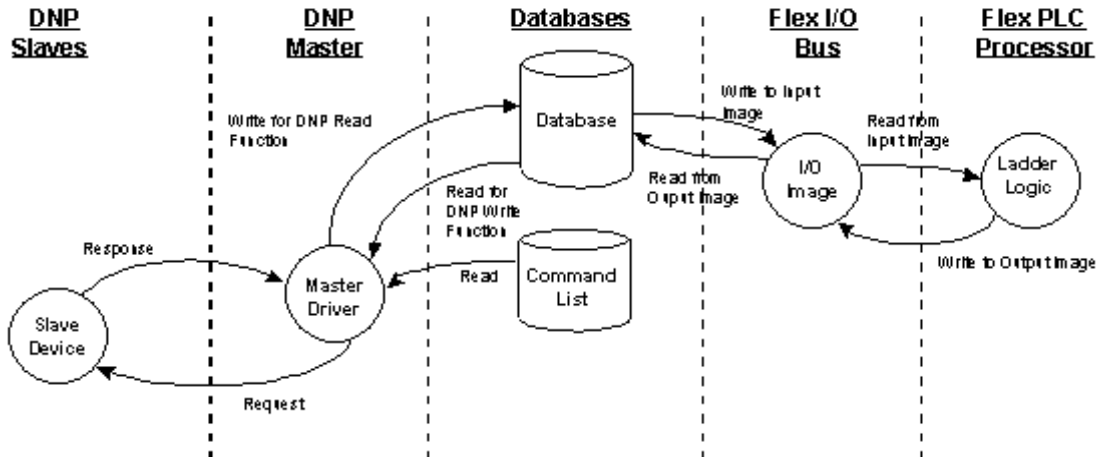 DNP
Slaves
DNP
Master
Databases
Flex I/O
Bus
Flex PLC
Processor
Write for DNP Read
Function
Database
Write to Input
Image
Read from
Input Image
Read for
DNP Write
Function
Read from
Output Image
I/O
Image
Ladder
Logic
Response
Master
Driver
Read
Command
List
Write to Output Image
Slave
Device
Request